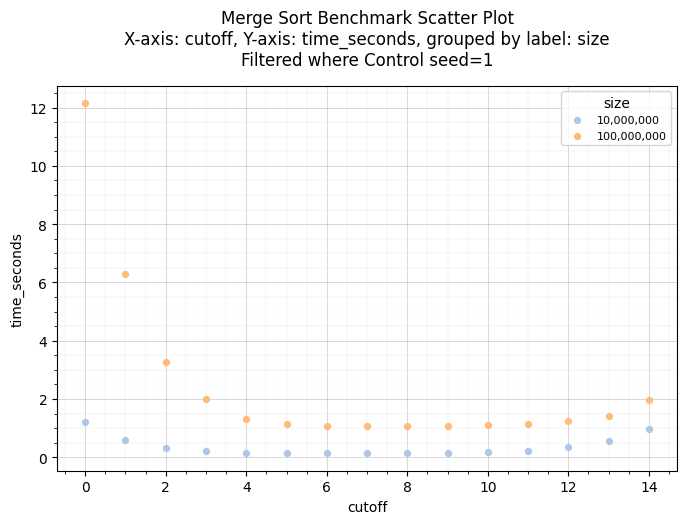 Merge Sort Benchmark Scatter Plot
X-axis: cutoff, Y-axis: time_seconds, grouped by label: size
Filtered where Control seed=1
size
10,000,000
100,000,000
time_seconds
12
10
8
6
4
2
0
0 2 4 6 8 10 12 14
cutoff